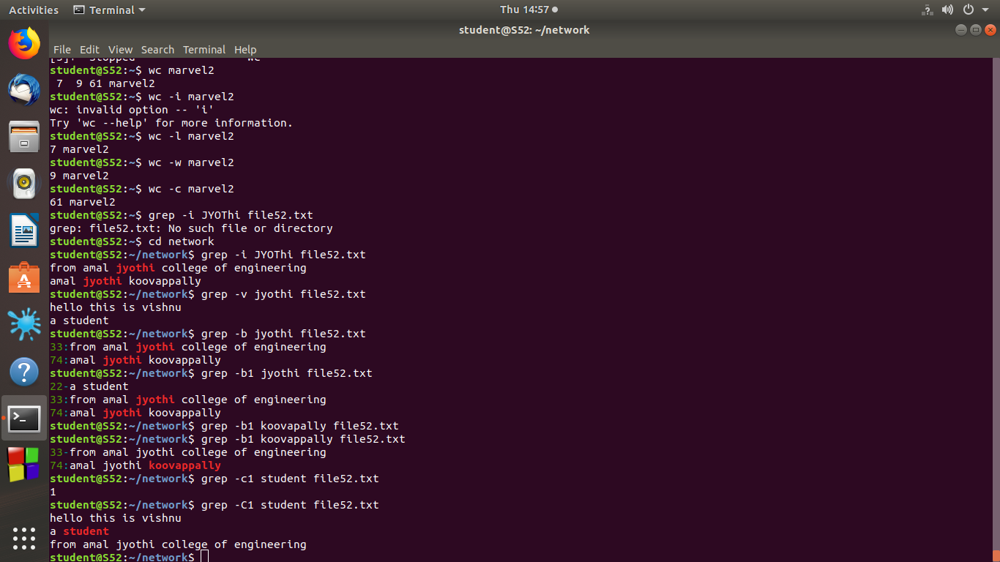 Activities Terminal Thu 14:57
student@S52: ~/network
File Edit View Search Terminal Help
[3]+ Stopped wc
student@S52:~$ wc marvel2
 7  9 61 marvel2
student@S52:~$ wc -i marvel2
wc: invalid option -- 'i'
Try 'wc --help' for more information.
student@S52:~$ wc -l marvel2
7 marvel2
student@S52:~$ wc -w marvel2
9 marvel2
student@S52:~$ wc -c marvel2
61 marvel2
student@S52:~$ grep -i JYOThi file52.txt
grep: file52.txt: No such file or directory
student@S52:~$ cd network
student@S52:~/network$ grep -i JYOThi file52.txt
from amal jyothi college of engineering
amal jyothi koovappally
student@S52:~/network$ grep -v jyothi file52.txt
hello this is vishnu
a student
student@S52:~/network$ grep -b jyothi file52.txt
33:from amal jyothi college of engineering
74:amal jyothi koovappally
student@S52:~/network$ grep -b1 jyothi file52.txt
22-a student
33:from amal jyothi college of engineering
74:amal jyothi koovappally
student@S52:~/network$ grep -b1 koovapally file52.txt
student@S52:~/network$ grep -b1 koovappally file52.txt
33-from amal jyothi college of engineering
74:amal jyothi koovappally
student@S52:~/network$ grep -c1 student file52.txt
1
student@S52:~/network$ grep -C1 student file52.txt
hello this is vishnu
a student
from amal jyothi college of engineering
student@S52:~/network$